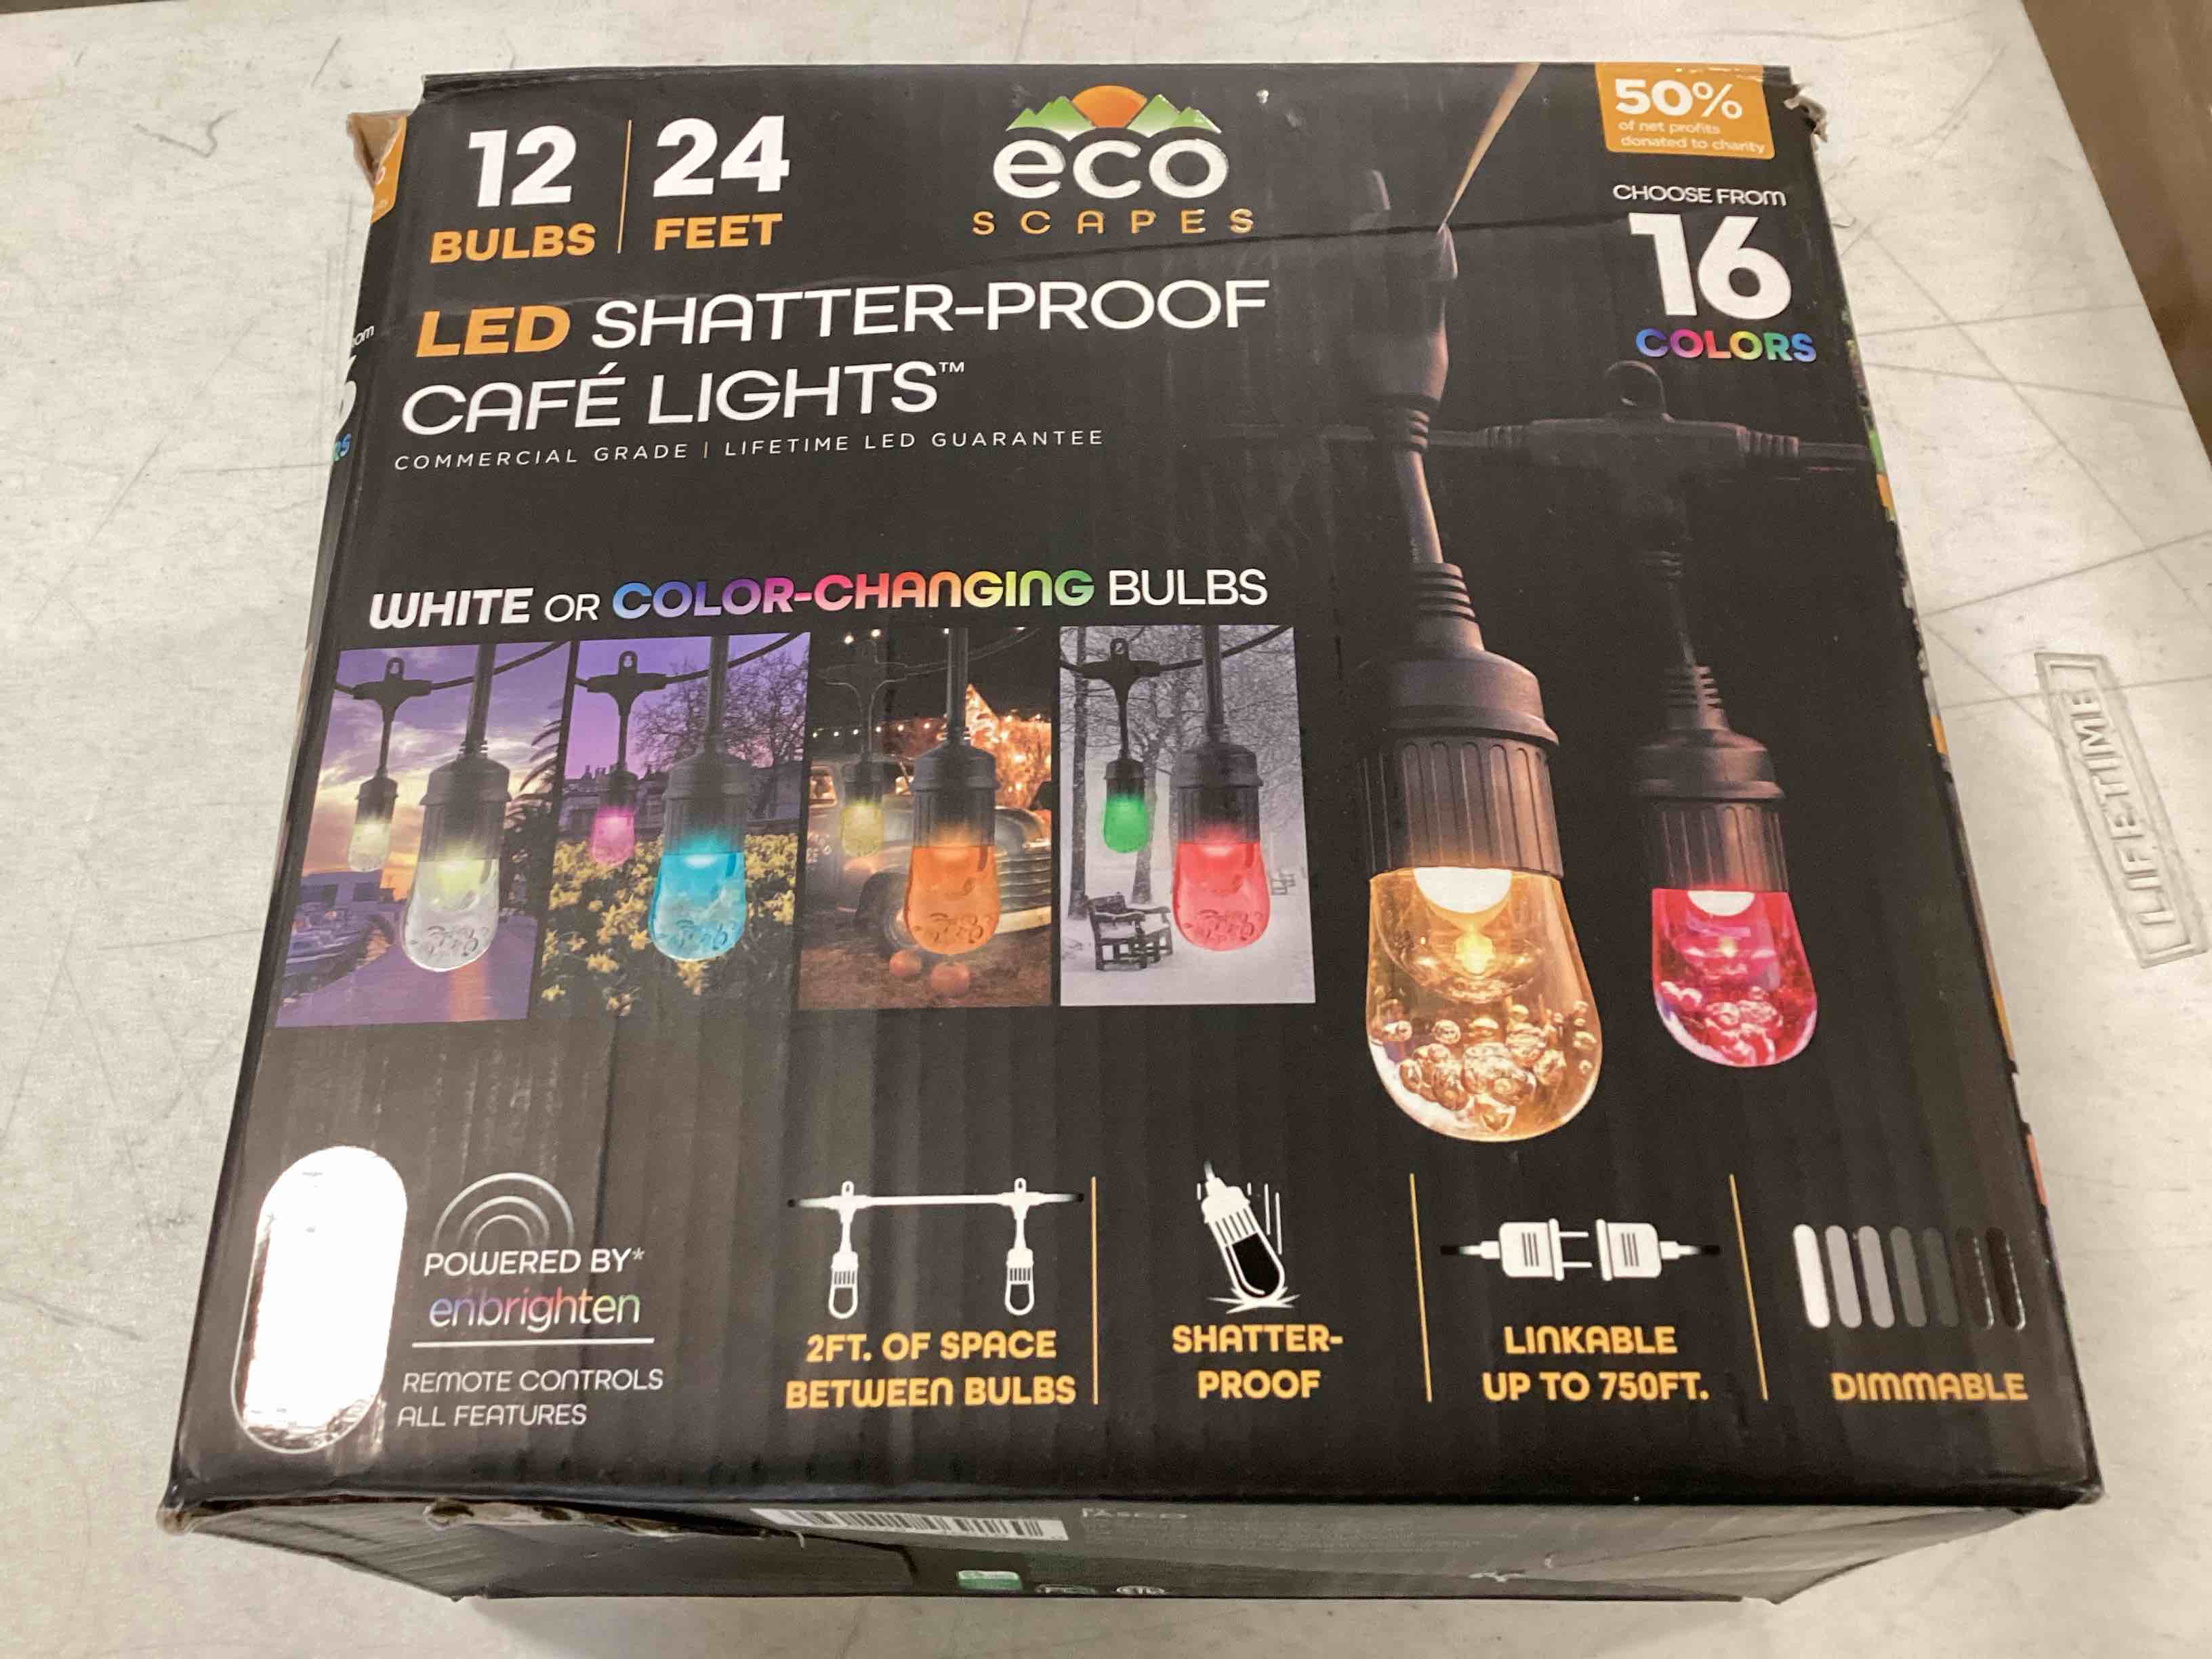 12
BULBS
24
FEET
eco
SCAPES
50%
of net profits
donated to charity
CHOOSE FROM
16
COLORS
LED SHATTER-PROOF
CAFÉ LIGHTS™
COMMERCIAL GRADE | LIFETIME LED GUARANTEE
WHITE OR COLOR-CHANGING BULBS
POWERED BY*
enbrighten
REMOTE CONTROLS
ALL FEATURES
2FT. OF SPACE
BETWEEN BULBS
SHATTER-
PROOF
LINKABLE
UP TO 750FT.
DIMMABLE
LIFETIME